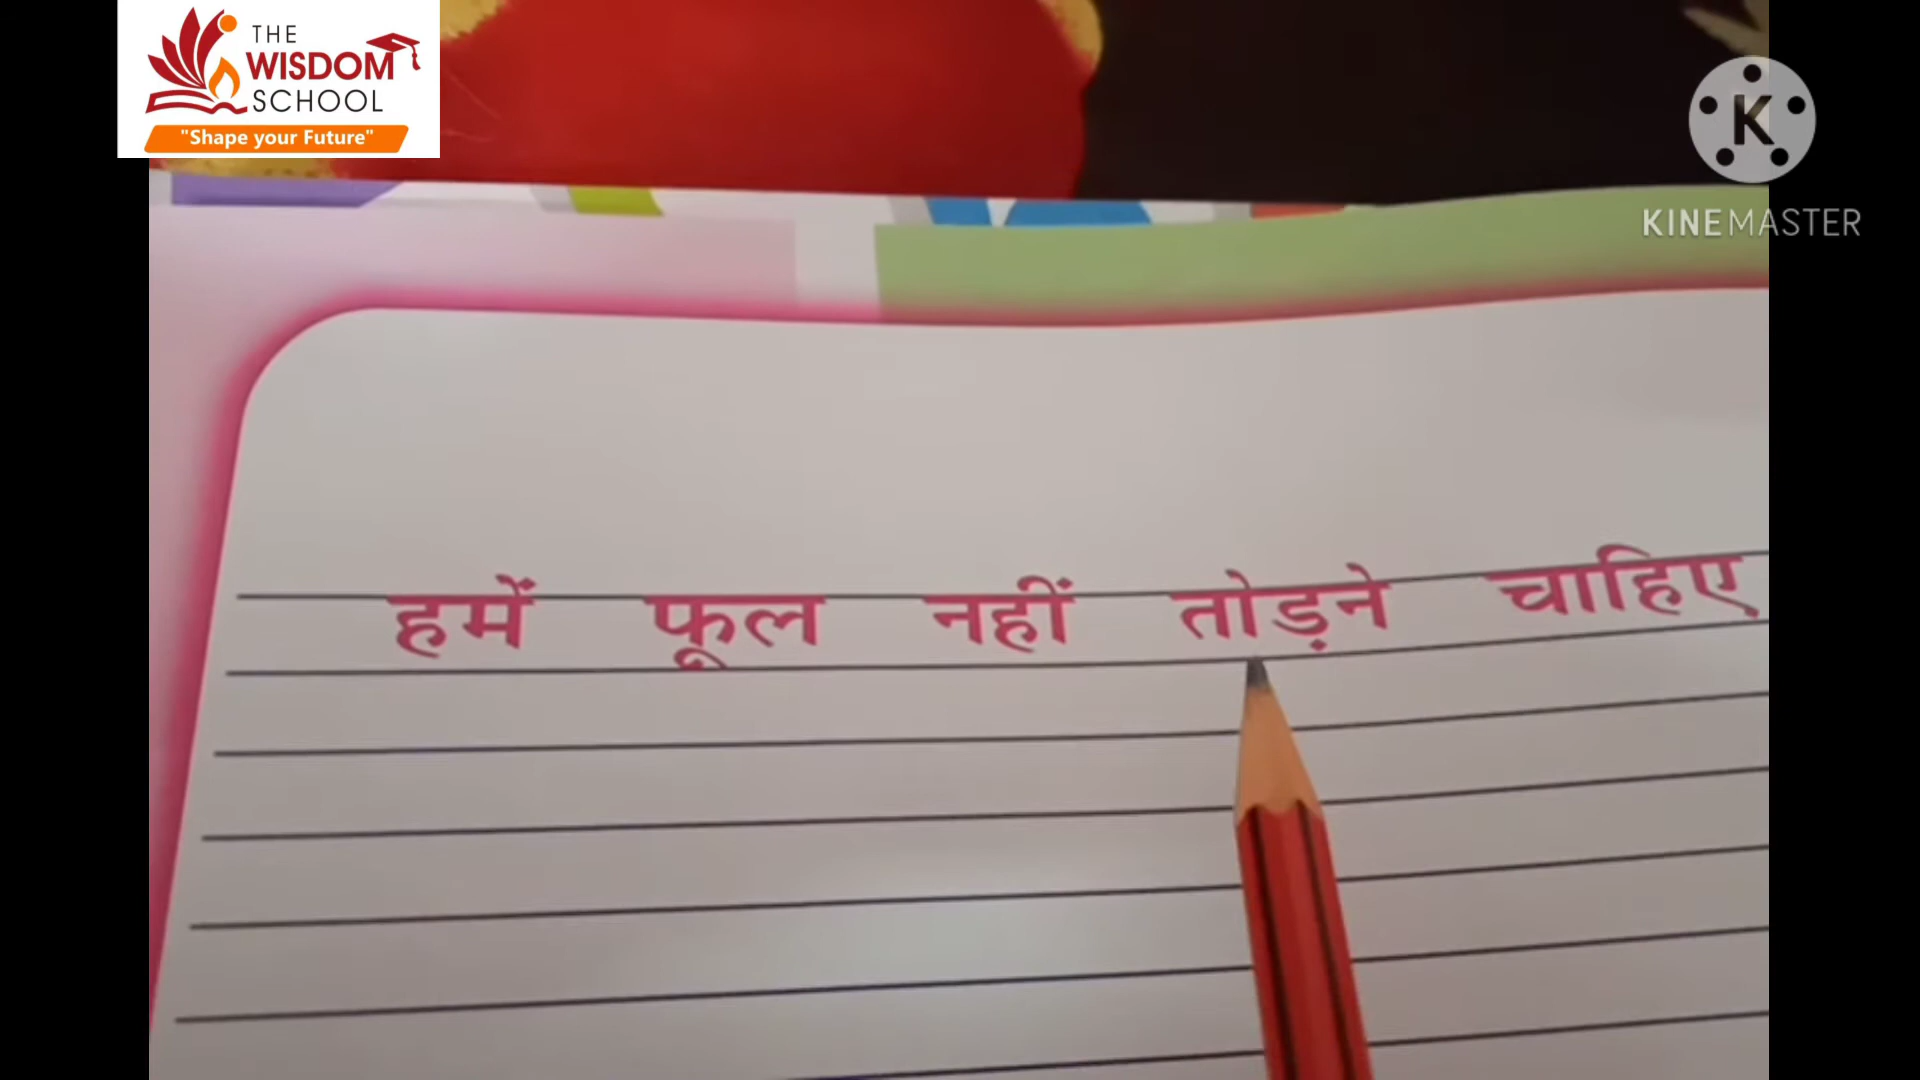 THE
WISDOM
SCHOOL
"Shape your Future"
K
KINEMASTER
हमें फूल नहीं तोड़ने चाहिए